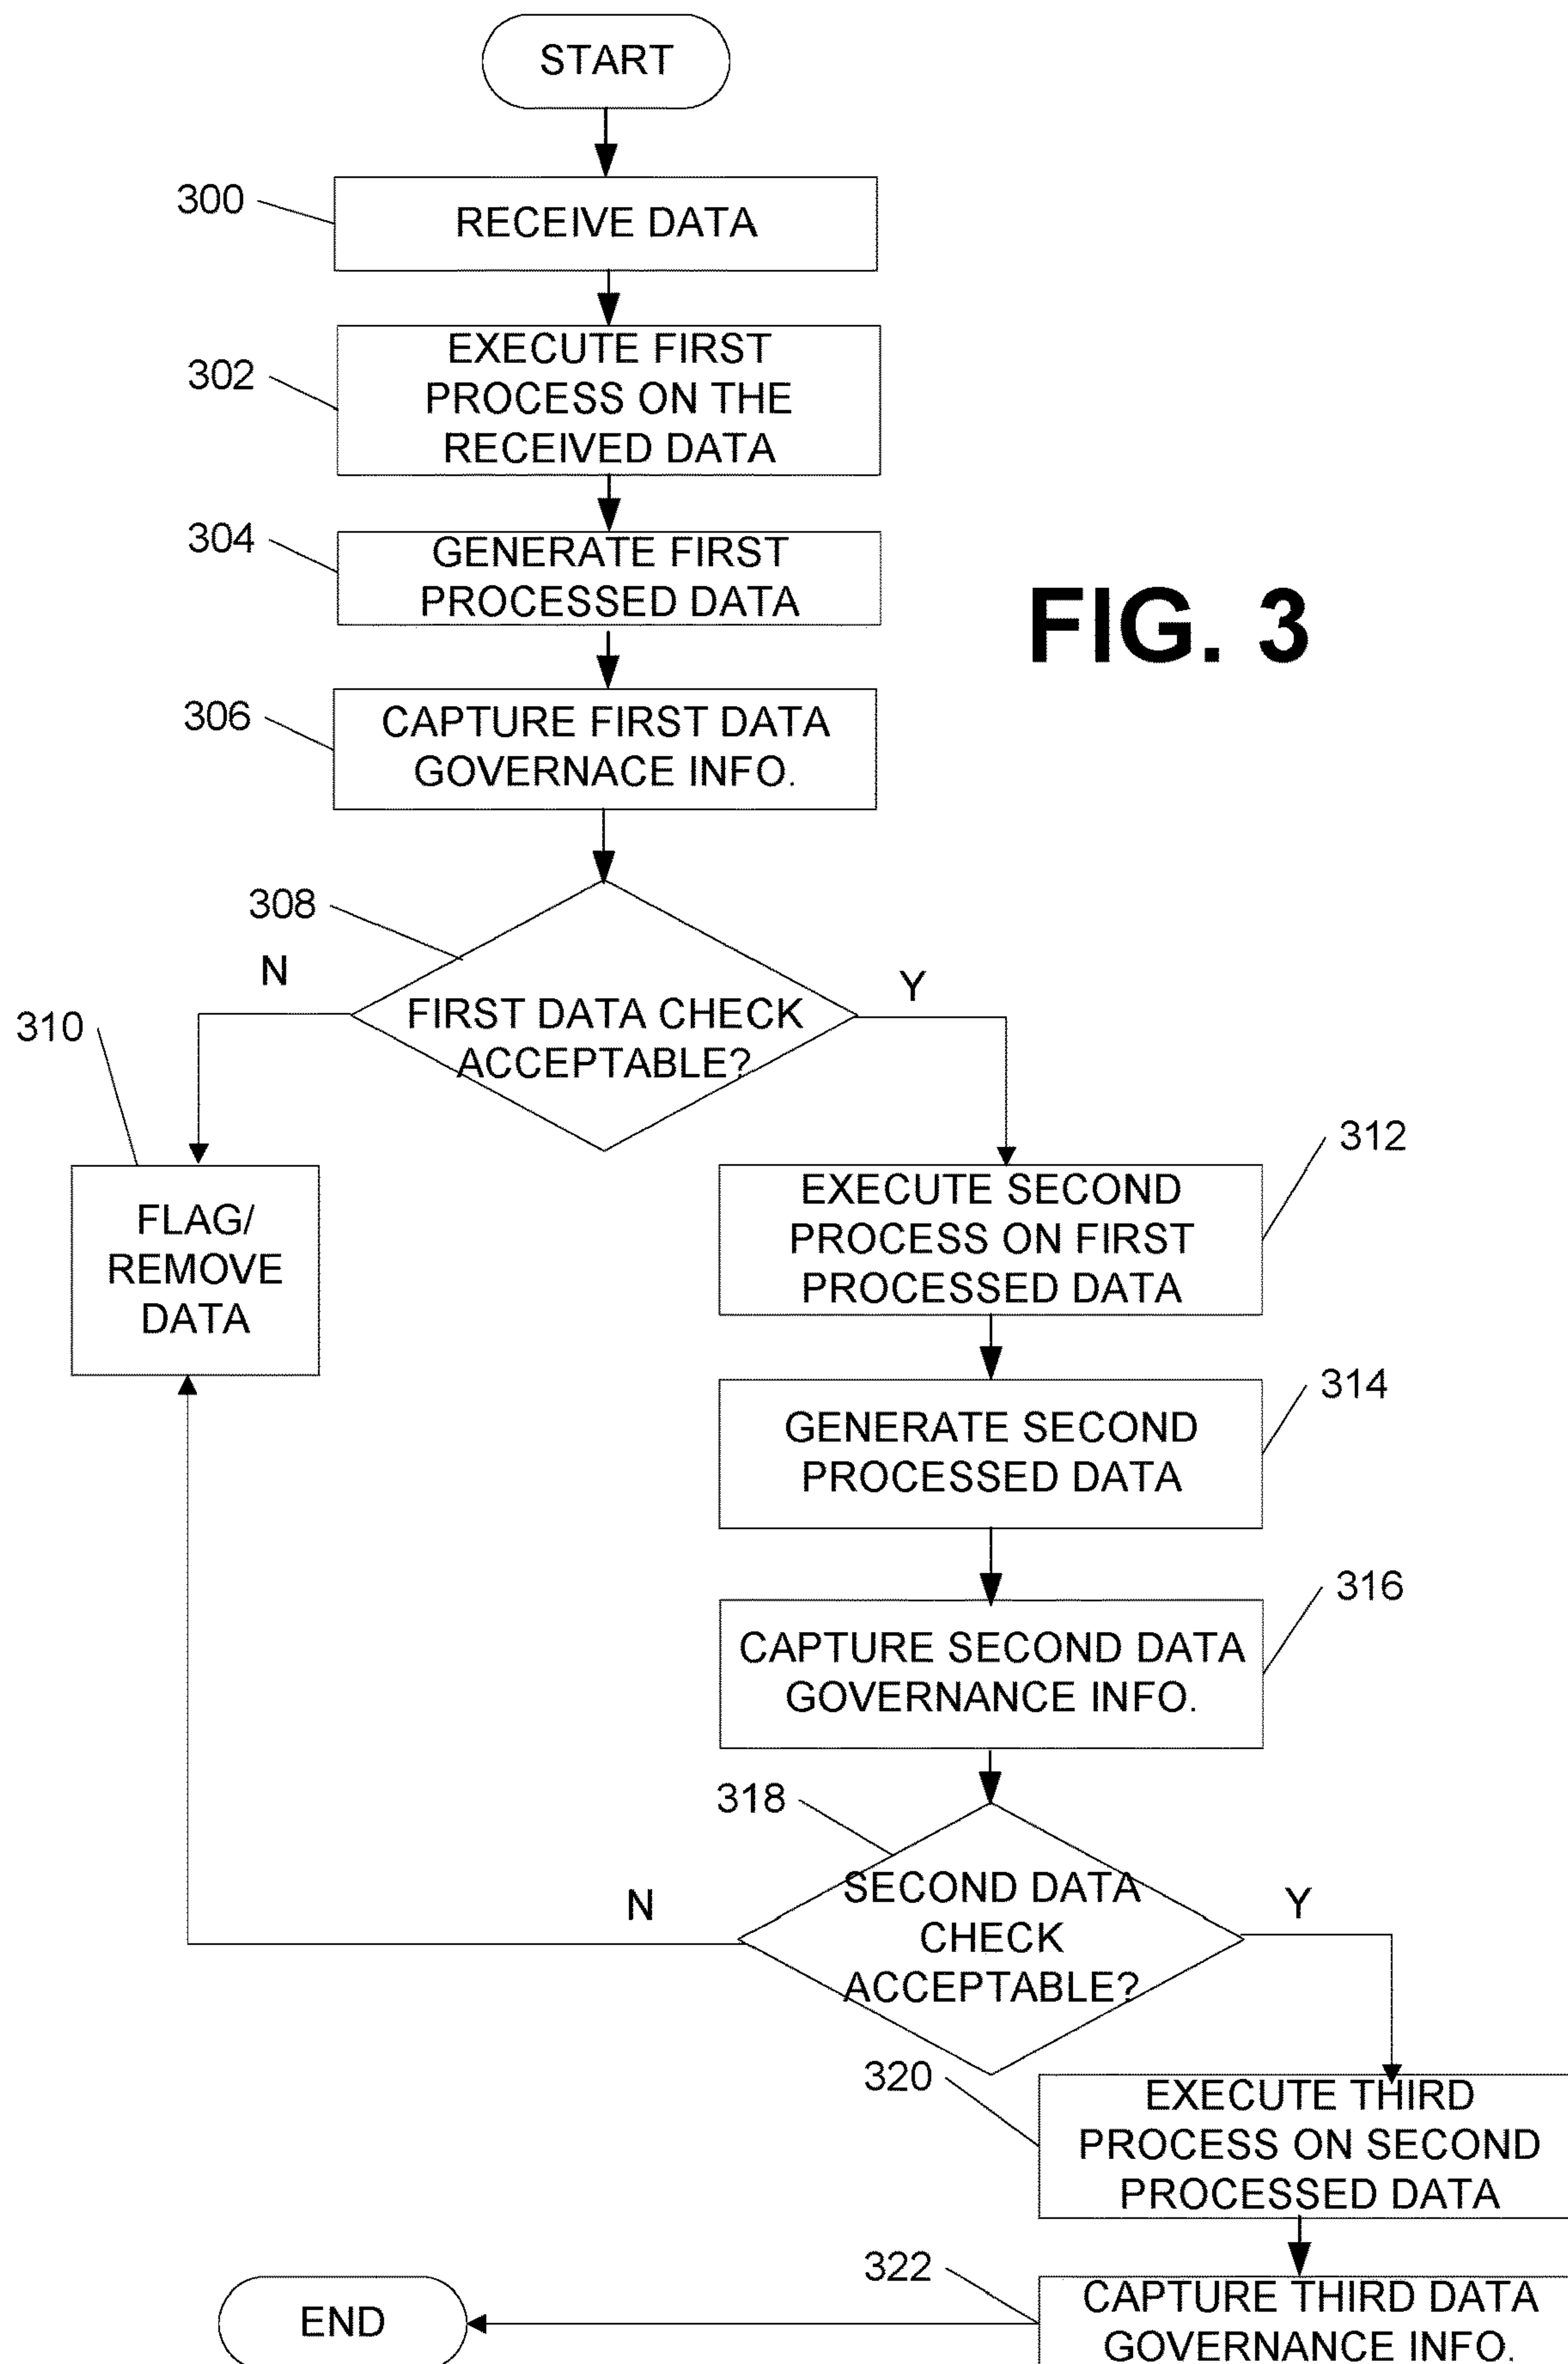 START
300
RECEIVE DATA
302
EXECUTE FIRST
PROCESS ON THE
RECEIVED DATA
304
GENERATE FIRST
PROCESSED DATA
FIG. 3
306
CAPTURE FIRST DATA
GOVERNACE INFO.
308
N
Y
FIRST DATA CHECK
ACCEPTABLE?
310
FLAG/
REMOVE
DATA
312
EXECUTE SECOND
PROCESS ON FIRST
PROCESSED DATA
314
GENERATE SECOND
PROCESSED DATA
316
CAPTURE SECOND DATA
GOVERNANCE INFO.
318
N
Y
SECOND DATA
CHECK
ACCEPTABLE?
320
EXECUTE THIRD
PROCESS ON SECOND
PROCESSED DATA
322
CAPTURE THIRD DATA
GOVERNANCE INFO.
END